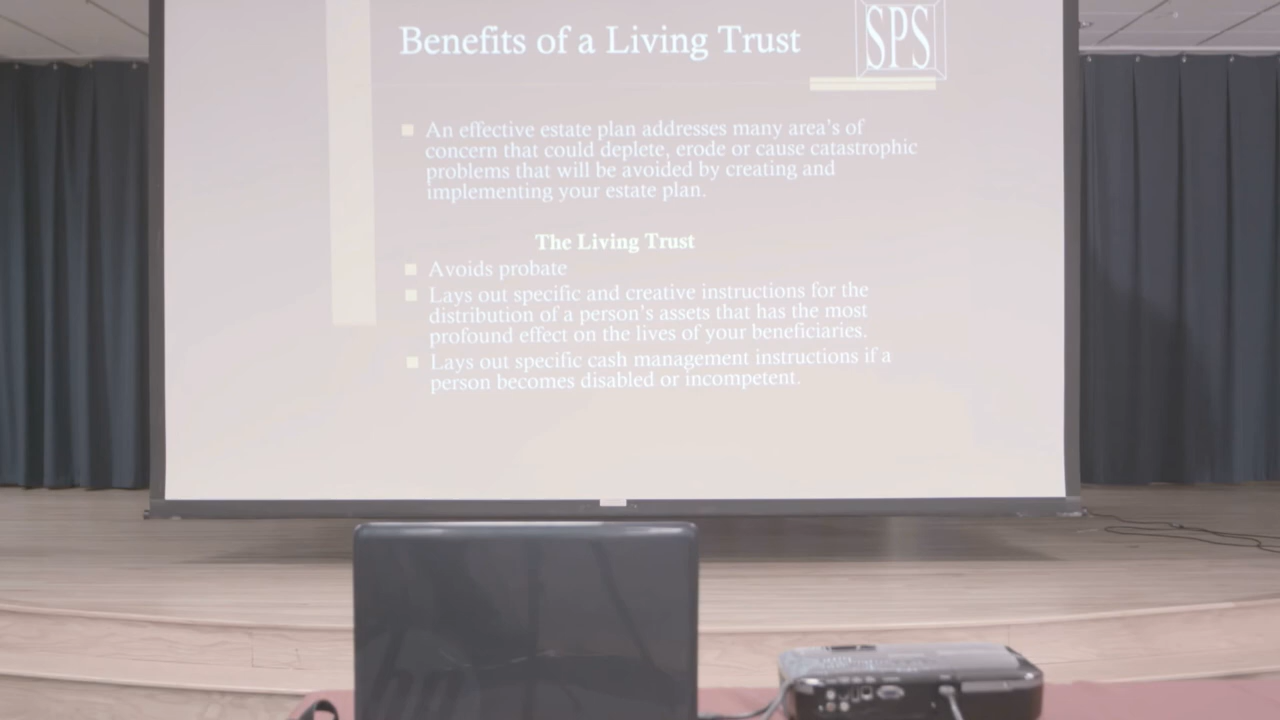 Benefits of a Living Trust
SPS
An effective estate plan addresses many area's of
concern that could deplete, erode or cause catastrophic
problems that will be avoided by creating and
implementing your estate plan.
The Living Trust
Avoids probate
Lays out specific and creative instructions for the
distribution of a person's assets that has the most
profound effect on the lives of your beneficiaries.
Lays out specific cash management instructions if a
person becomes disabled or incompetent.
hp